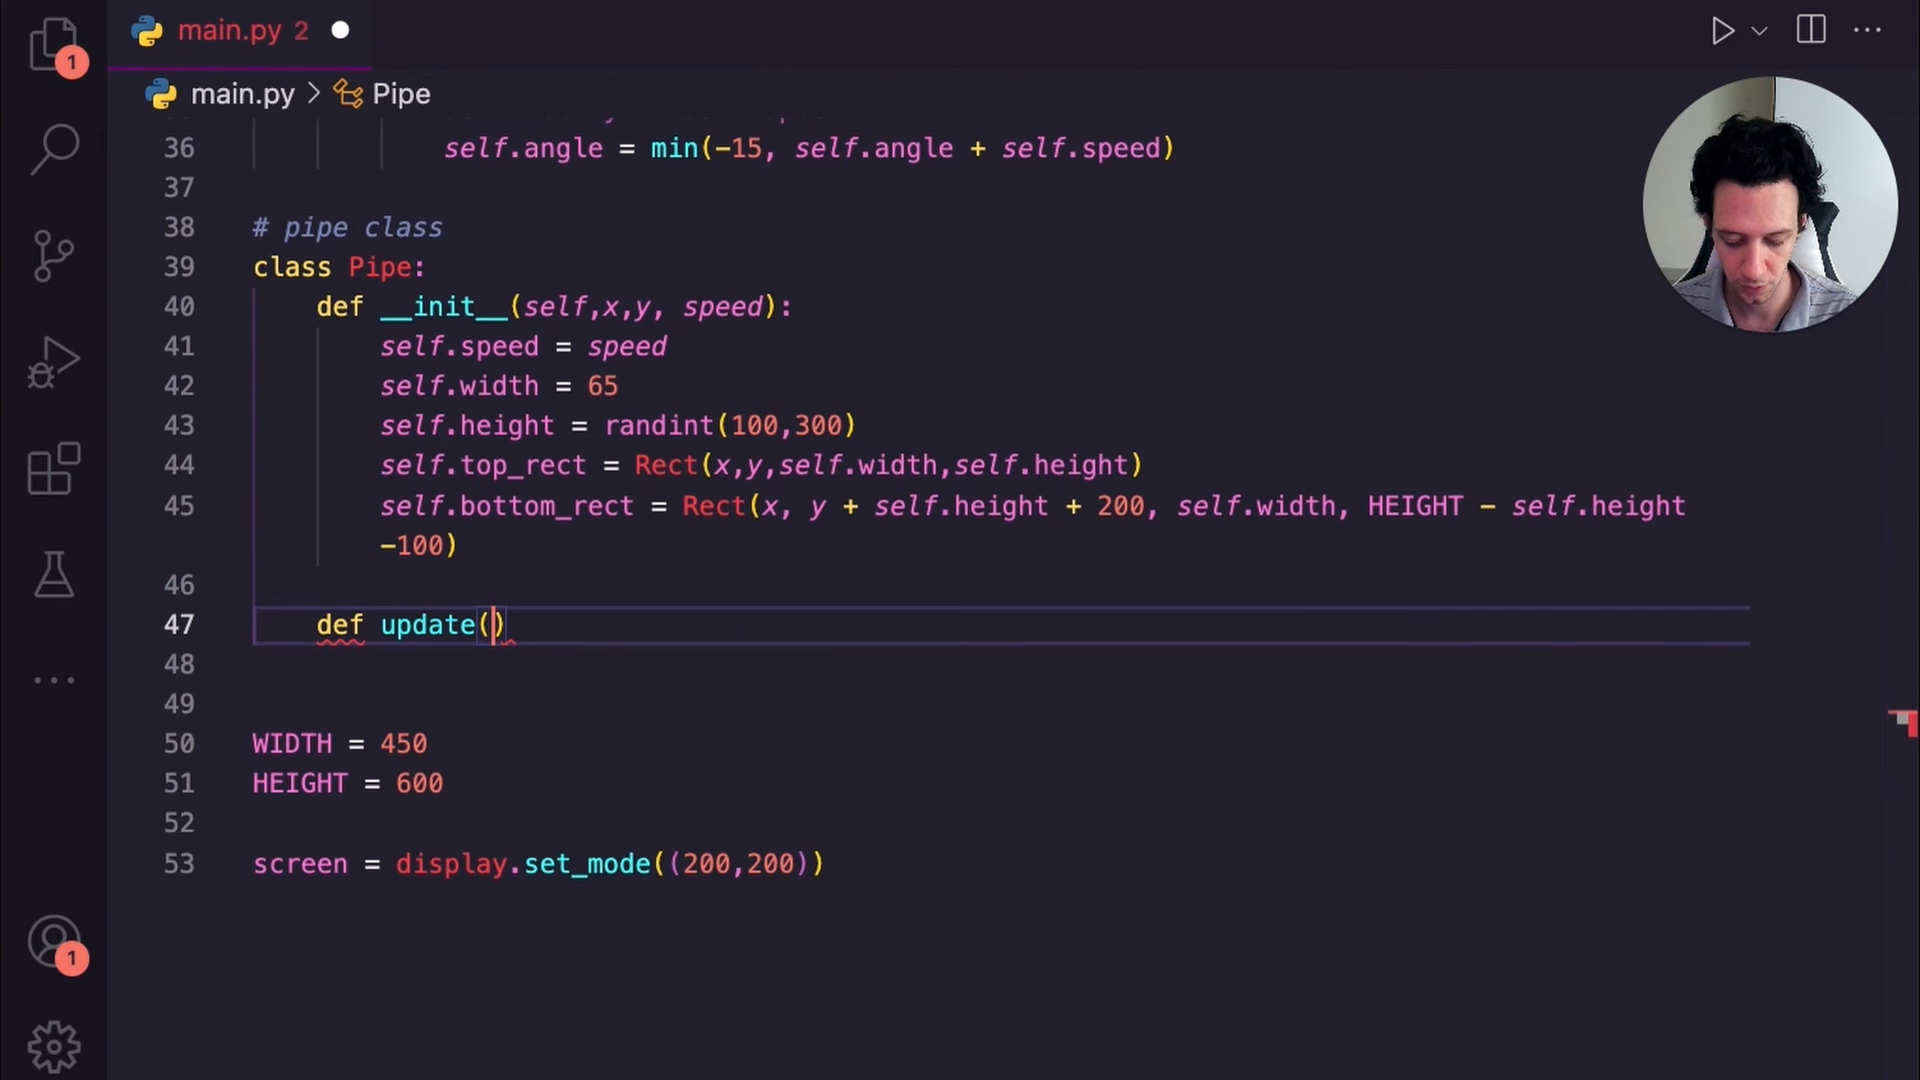 main.py 2
main.py > Pipe
36 self.angle = min(-15, self.angle + self.speed)
37
38 # pipe class
39 class Pipe:
40 def __init__(self,x,y, speed):
41 self.speed = speed
42 self.width = 65
43 self.height = randint(100,300)
44 self.top_rect = Rect(x,y,self.width,self.height)
45 self.bottom_rect = Rect(x, y + self.height + 200, self.width, HEIGHT - self.height
-100)
46
47 def update()
48
49
50 WIDTH = 450
51 HEIGHT = 600
52
53 screen = display.set_mode((200,200))
1
1